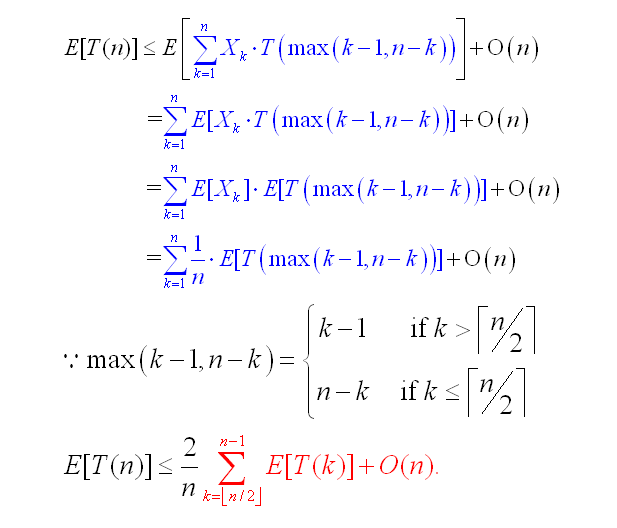 E[T(n)] ≤ E[∑_{k=1}^{n} X_k · T(max(k−1, n−k))] + O(n)
= ∑_{k=1}^{n} E[X_k · T(max(k−1, n−k))] + O(n)
= ∑_{k=1}^{n} E[X_k] · E[T(max(k−1, n−k))] + O(n)
= ∑_{k=1}^{n} 1/n · E[T(max(k−1, n−k))] + O(n)
∵ max(k−1, n−k) = { k−1 if k > ⌈n/2⌉
n−k if k ≤ ⌈n/2⌉
E[T(n)] ≤ 2/n ∑_{k=⌊n/2⌋}^{n−1} E[T(k)] + O(n).